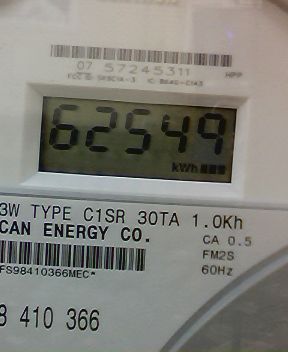 07 57245311 HPP
62549
kWh
3W TYPE C1SR 30TA 1.0Kh
CAN ENERGY CO.
CA 0.5
FM2S
FS98410366MEC*
60Hz
8 410 366